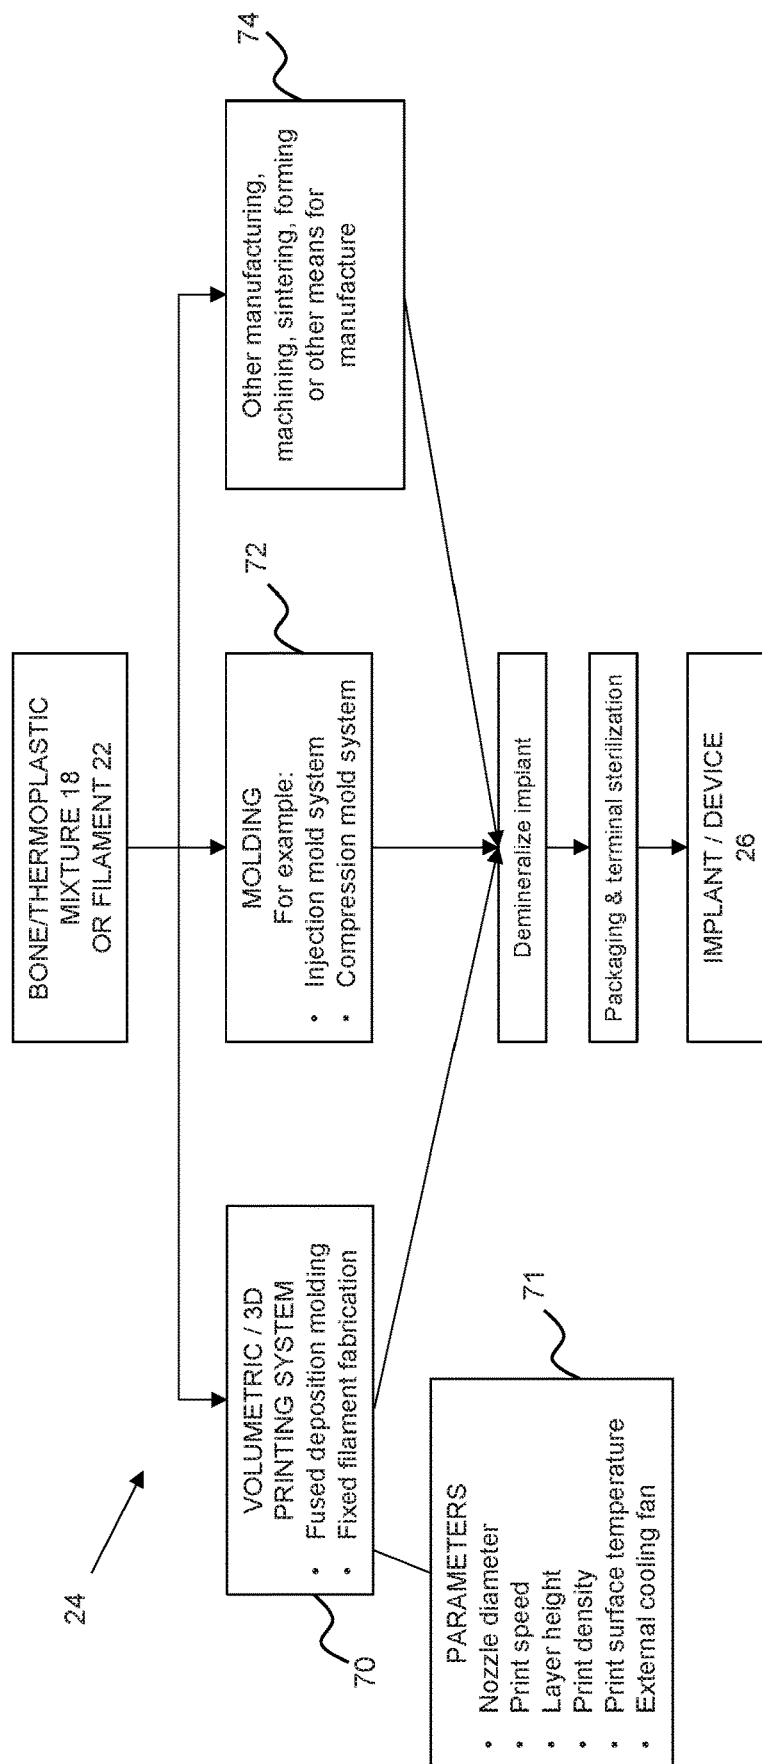 24
BONE/THERMOPLASTIC
MIXTURE 18
OR FILAMENT 22
70
VOLUMETRIC / 3D
PRINTING SYSTEM
• Fused deposition molding
• Fixed filament fabrication
PARAMETERS
• Nozzle diameter
• Print speed
• Layer height
• Print density
• Print surface temperature
• External cooling fan
71
MOLDING
For example:
• Injection mold system
• Compression mold system
72
Other manufacturing,
machining, sintering, forming
or other means for
manufacture
74
Demineralize implant
Packaging & terminal sterilization
IMPLANT / DEVICE
26